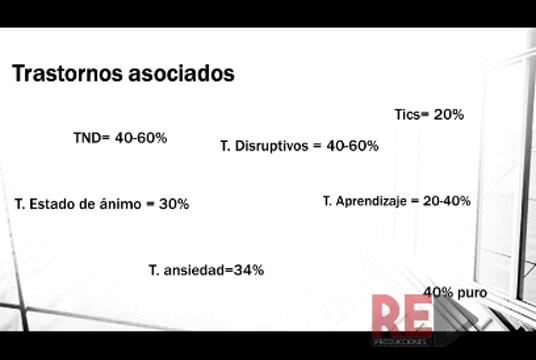 Trastornos asociados
Tics= 20%
TND= 40-60%
T. Disruptivos = 40-60%
T. Estado de ánimo = 30%
T. Aprendizaje = 20-40%
T. ansiedad=34%
40% puro
RE
PRODUCCIONES